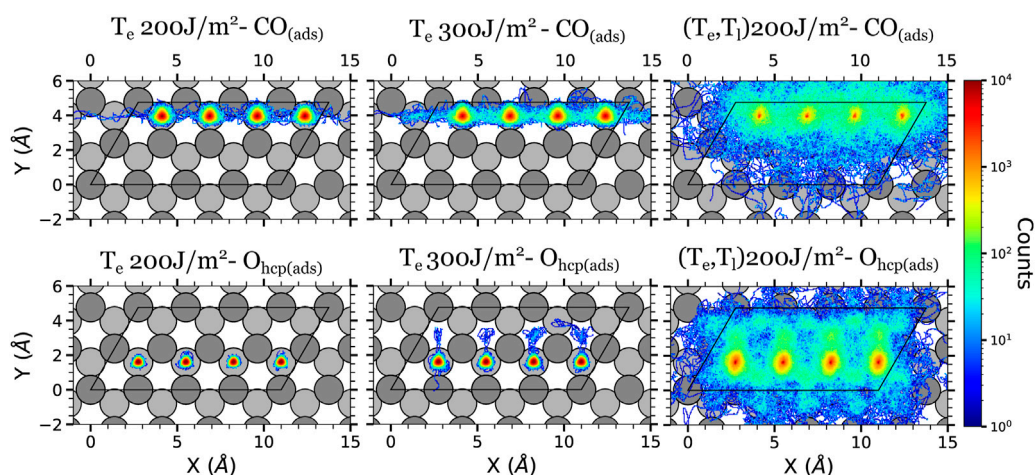 Tₑ 200J/m²- CO₍ads₎ Tₑ 300J/m² - CO₍ads₎ (Tₑ,Tₗ)200J/m² - CO₍ads₎
0 5 10 15 0 5 10 15 0 5 10 15
6
4
2
0
−2
Y (Å)
10⁴
10³
10²
10¹
10⁰
Counts
Tₑ 200J/m²- Ohcp(ads) Tₑ 300J/m²- Ohcp(ads) (Tₑ,Tₗ)200J/m²- Ohcp(ads)
6
4
2
0
−2
Y (Å)
0 5 10 15 0 5 10 15 0 5 10 15
X (Å) X (Å) X (Å)